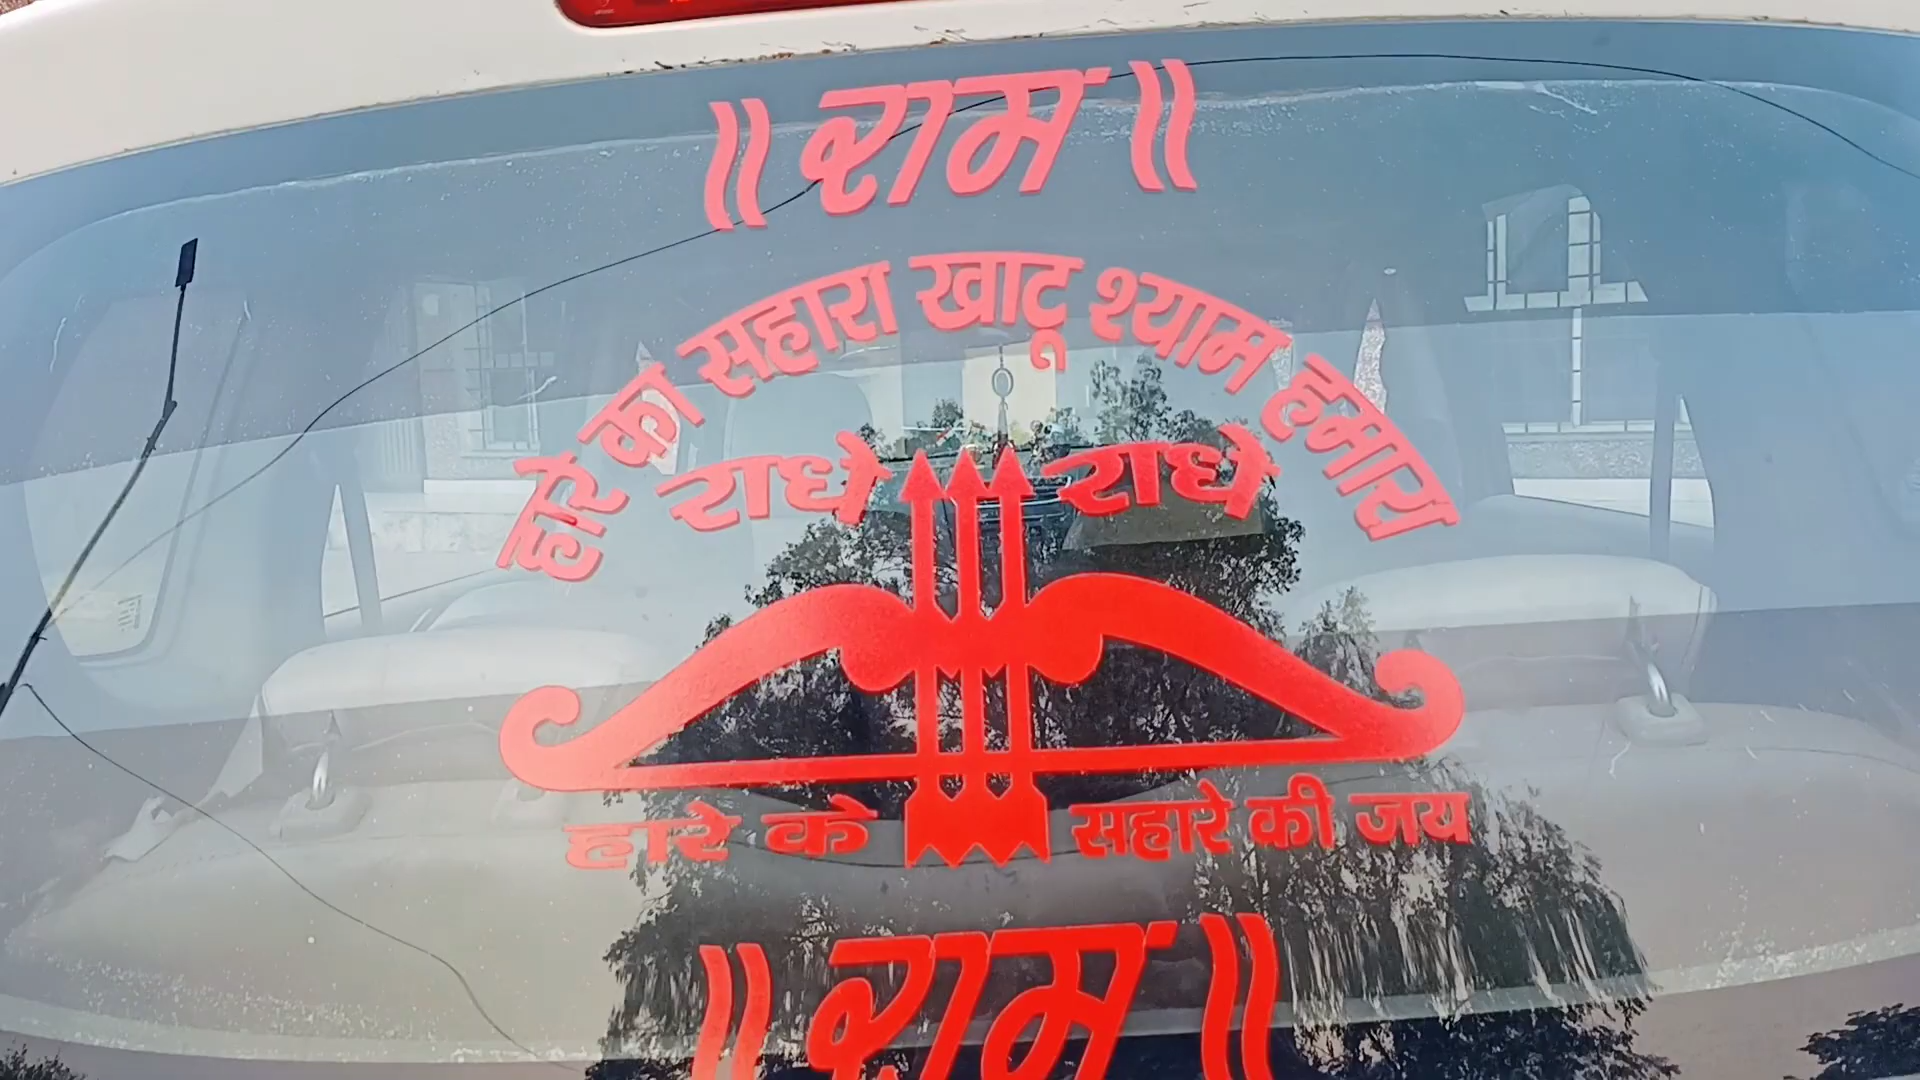 ॥ राम ॥
हारे का सहारा खाटू श्याम हमारा
राधे राधे
हारे के सहारे की जय
॥ राम ॥